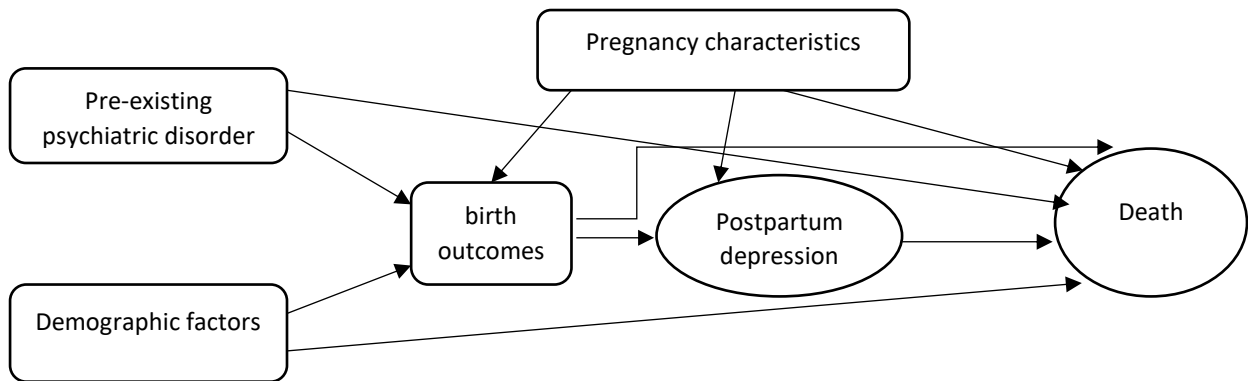 Pregnancy characteristics
Pre-existing
psychiatric disorder
birth
outcomes
Postpartum
depression
Death
Demographic factors